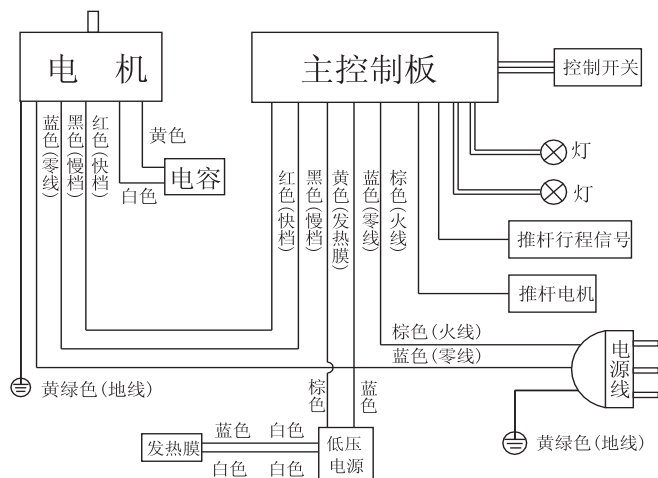 电 机
主控制板
控制开关
蓝色(零线)
黑色(慢档)
红色(快档)
黄色
电容
白色
灯
灯
红色(快档)
黑色(慢档)
黄色(发热膜)
蓝色(零线)
棕色(火线)
推杆行程信号
推杆电机
棕色(火线)
蓝色(零线)
电源线
黄绿色(地线)
棕色
蓝色
黄绿色(地线)
发热膜
蓝色 白色
白色 白色
低压
电源